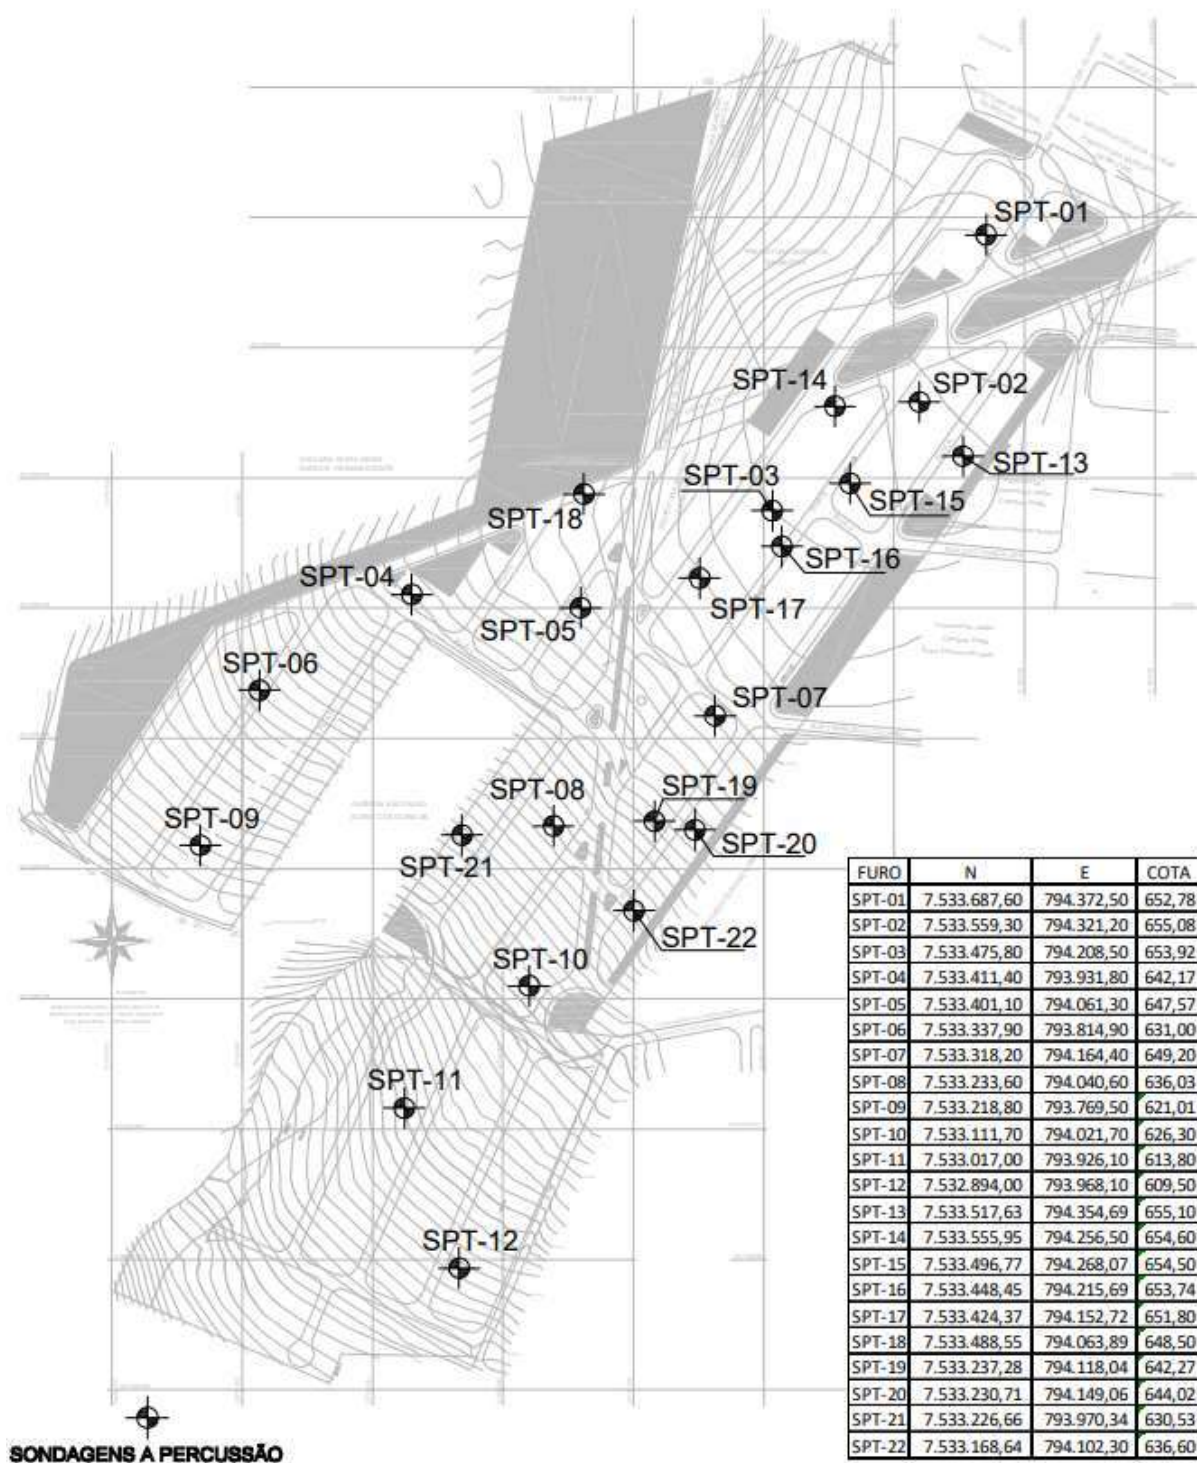 SPT-01
SPT-14
SPT-02
SPT-03
SPT-13
SPT-15
SPT-18
SPT-16
SPT-04
SPT-17
SPT-05
SPT-06
SPT-07
SPT-19
SPT-08
SPT-09
SPT-20
SPT-21
SPT-22
SPT-10
SPT-11
SPT-12
SONDAGENS A PERCUSSÃO
FURO N E COTA
SPT-01 7.533.687,60 794.372,50 652,78
SPT-02 7.533.559,30 794.321,20 655,08
SPT-03 7.533.475,80 794.208,50 653,92
SPT-04 7.533.411,40 793.931,80 642,17
SPT-05 7.533.401,10 794.061,30 647,57
SPT-06 7.533.337,90 793.814,90 631,00
SPT-07 7.533.318,20 794.164,40 649,20
SPT-08 7.533.233,60 794.040,60 636,03
SPT-09 7.533.218,80 793.769,50 621,01
SPT-10 7.533.111,70 794.021,70 626,30
SPT-11 7.533.017,00 793.926,10 613,80
SPT-12 7.532.894,00 793.968,10 609,50
SPT-13 7.533.517,63 794.354,69 655,10
SPT-14 7.533.555,95 794.256,50 654,60
SPT-15 7.533.496,77 794.268,07 654,50
SPT-16 7.533.448,45 794.215,69 653,74
SPT-17 7.533.424,37 794.152,72 651,80
SPT-18 7.533.488,55 794.063,89 648,50
SPT-19 7.533.237,28 794.118,04 642,27
SPT-20 7.533.230,71 794.149,06 644,02
SPT-21 7.533.226,66 793.970,34 630,53
SPT-22 7.533.168,64 794.102,30 636,60